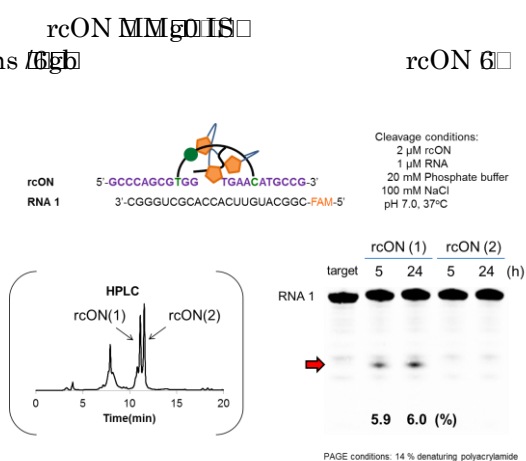 rcON
rcON 6
Cleavage conditions:
2 μM rcON
1 μM RNA
20 mM Phosphate buffer
100 mM NaCl
pH 7.0, 37°C
rcON 5'-GCCCAGCGTGG TGAACATGCCG-3'
RNA 1 3'-CGGGUCGCACCACUUGUACGGC-FAM-5'
HPLC
rcON(1) rcON(2)
0 5 10 15 20
Time(min)
rcON (1) rcON (2)
target 5 24 5 24 (h)
RNA 1
5.9 6.0 (%)
PAGE conditions: 14 % denaturing polyacrylamide